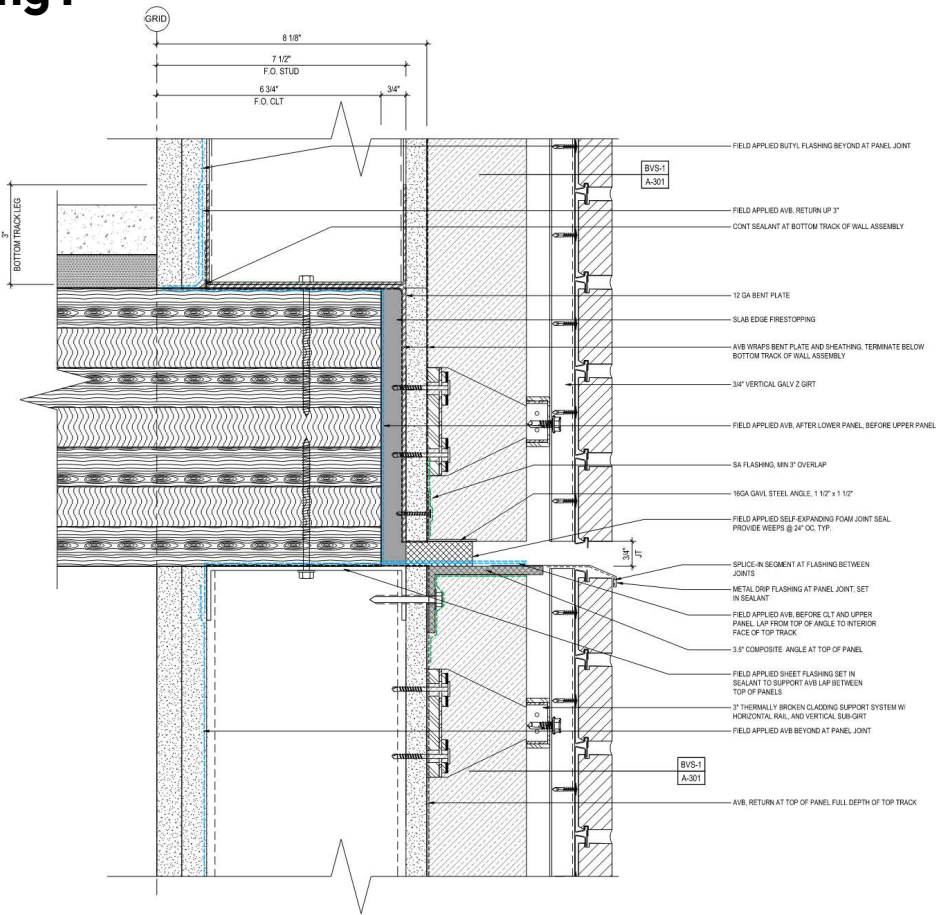 GRID
8 1/8"
7 1/2"
F.O. STUD
6 3/4"
3/4"
F.O. CLT
3"
BOTTOM TRACK LEG
BVS-1
A-301
FIELD APPLIED BUTYL FLASHING BEYOND AT PANEL JOINT
FIELD APPLIED AVB. RETURN UP 3"
CONT SEALANT AT BOTTOM TRACK OF WALL ASSEMBLY
12 GA BENT PLATE
SLAB EDGE FIRESTOPPING
AVB WRAPS BENT PLATE AND SHEATHING, TERMINATE BELOW
BOTTOM TRACK OF WALL ASSEMBLY
3/4" VERTICAL GALV Z GIRT
FIELD APPLIED AVB, AFTER LOWER PANEL, BEFORE UPPER PANEL
SA FLASHING, MIN 3" OVERLAP
16GA GAVL STEEL ANGLE, 1 1/2" x 1 1/2"
FIELD APPLIED SELF-EXPANDING FOAM JOINT SEAL.
PROVIDE WEEPS @ 24" OC. TYP.
3/4"
JT
SPLICE-IN SEGMENT AT FLASHING BETWEEN
JOINTS
METAL DRIP FLASHING AT PANEL JOINT, SET
IN SEALANT
FIELD APPLIED AVB, BEFORE CLT AND UPPER
PANEL. LAP FROM TOP OF ANGLE TO INTERIOR
FACE OF TOP TRACK
3.5" COMPOSITE ANGLE AT TOP OF PANEL
FIELD APPLIED SHEET FLASHING SET IN
SEALANT TO SUPPORT AVB LAP BETWEEN
TOP OF PANELS
3" THERMALLY BROKEN CLADDING SUPPORT SYSTEM W/
HORIZONTAL RAIL, AND VERTICAL SUB-GIRT
FIELD APPLIED AVB BEYOND AT PANEL JOINT
BVS-1
A-301
AVB, RETURN AT TOP OF PANEL FULL DEPTH OF TOP TRACK